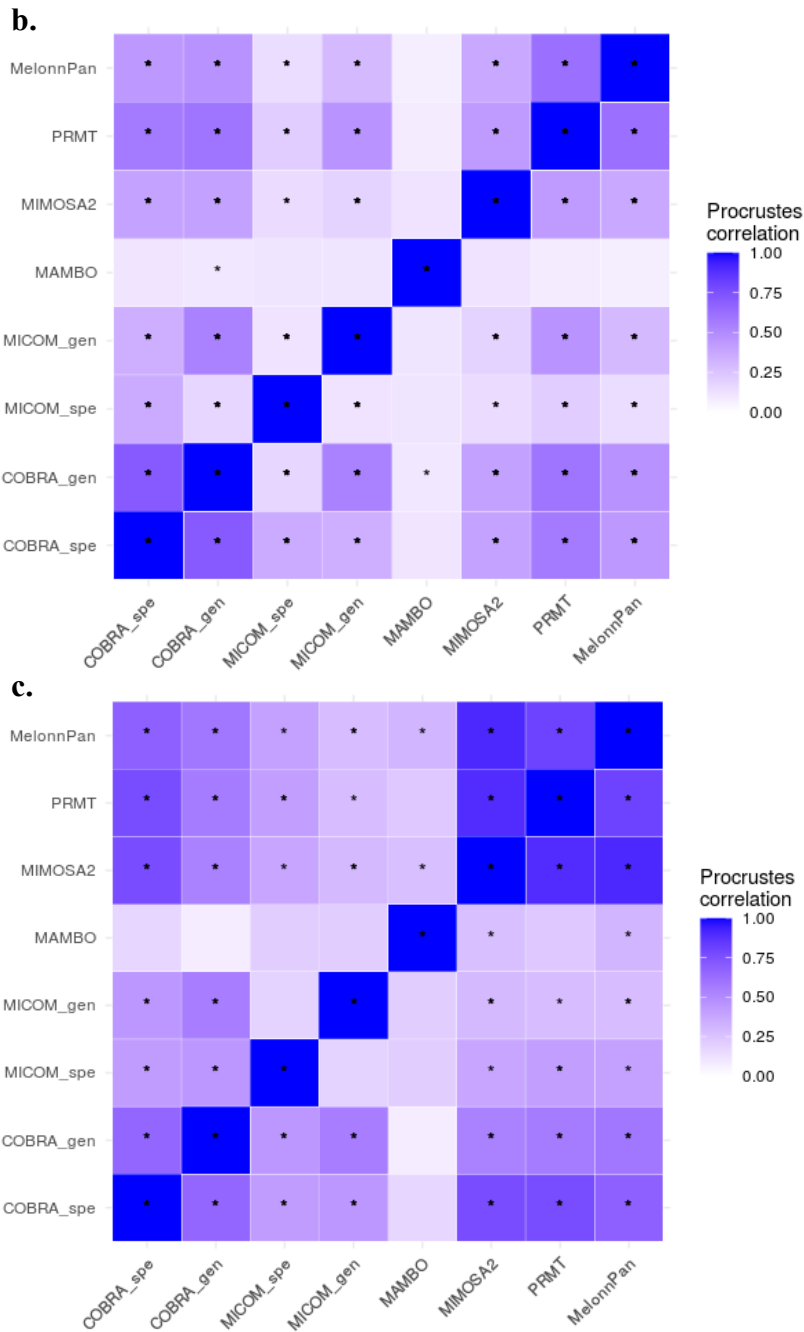 b.
MelonnPan
* * * * * * *
PRMT
* * * * * * *
MIMOSA2
* * * * * * *
MAMBO
* *
MICOM_gen
* * * * * * *
MICOM_spe
* * * * * * *
COBRA_gen
* * * * * * * *
COBRA_spe
* * * * * * *
COBRA_spe COBRA_gen MICOM_spe MICOM_gen MAMBO MIMOSA2 PRMT MelonnPan
Procrustes
correlation
1.00
0.75
0.50
0.25
0.00
c.
MelonnPan
* * * * * * * *
PRMT
* * * * * * *
MIMOSA2
* * * * * * * *
MAMBO
* * *
MICOM_gen
* * * * * *
MICOM_spe
* * * * * *
COBRA_gen
* * * * * * *
COBRA_spe
* * * * * * *
COBRA_spe COBRA_gen MICOM_spe MICOM_gen MAMBO MIMOSA2 PRMT MelonnPan
Procrustes
correlation
1.00
0.75
0.50
0.25
0.00